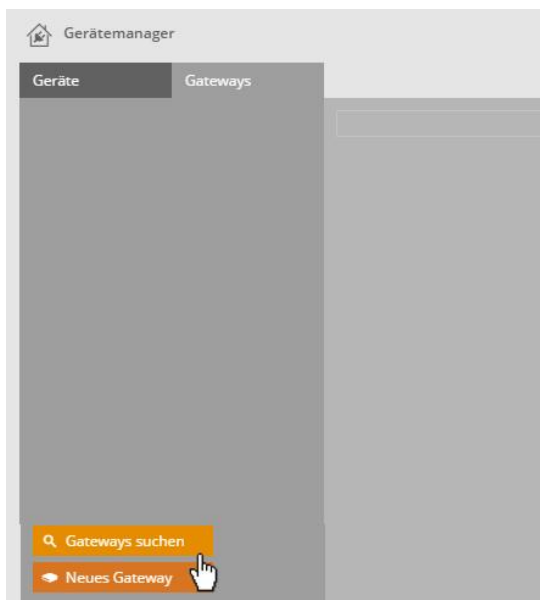 Gerätemanager
Geräte Gateways
Gateways suchen
Neues Gateway